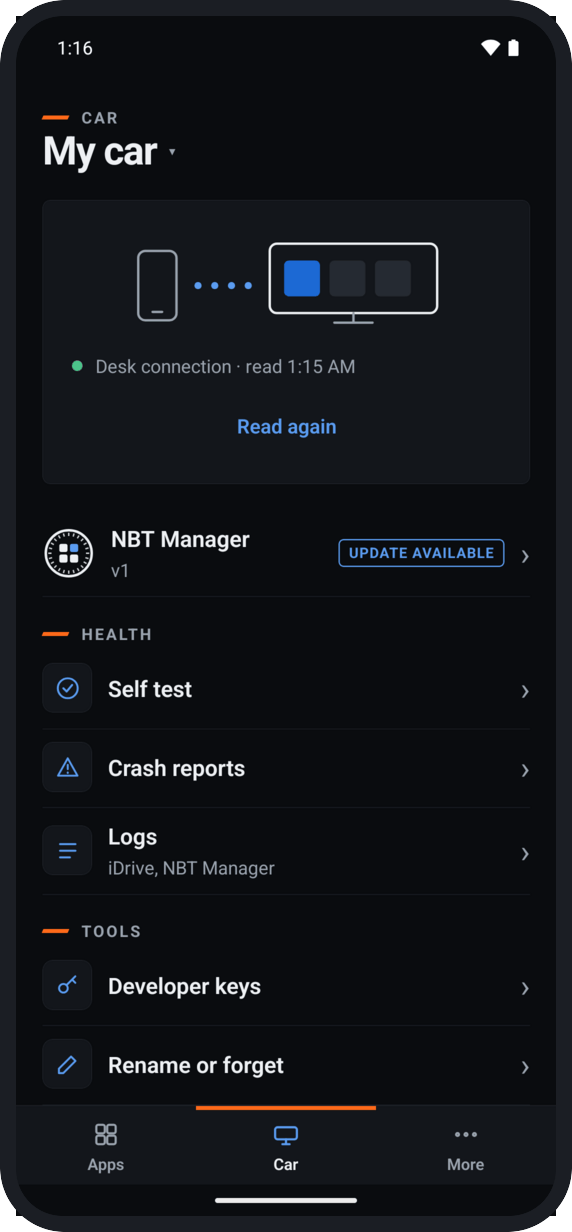 1:16
CAR
My car
Desk connection · read 1:15 AM
Read again
NBT Manager
v1
UPDATE AVAILABLE
HEALTH
Self test
Crash reports
Logs
iDrive, NBT Manager
TOOLS
Developer keys
Rename or forget
Apps
Car
More